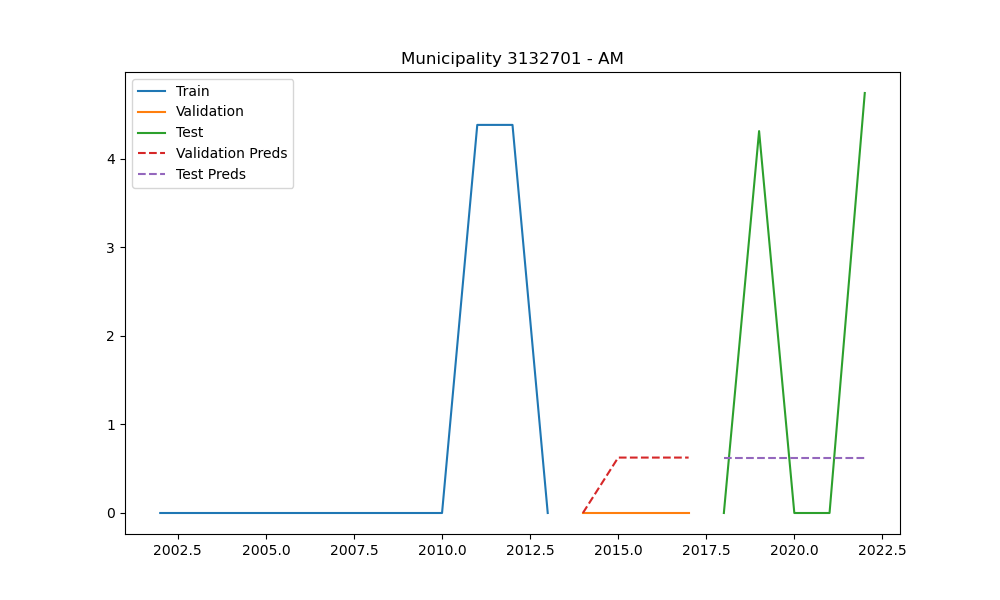 Municipality 3132701 - AM
Train
Validation
Test
Validation Preds
Test Preds
4
3
2
1
0
2002.5 2005.0 2007.5 2010.0 2012.5 2015.0 2017.5 2020.0 2022.5